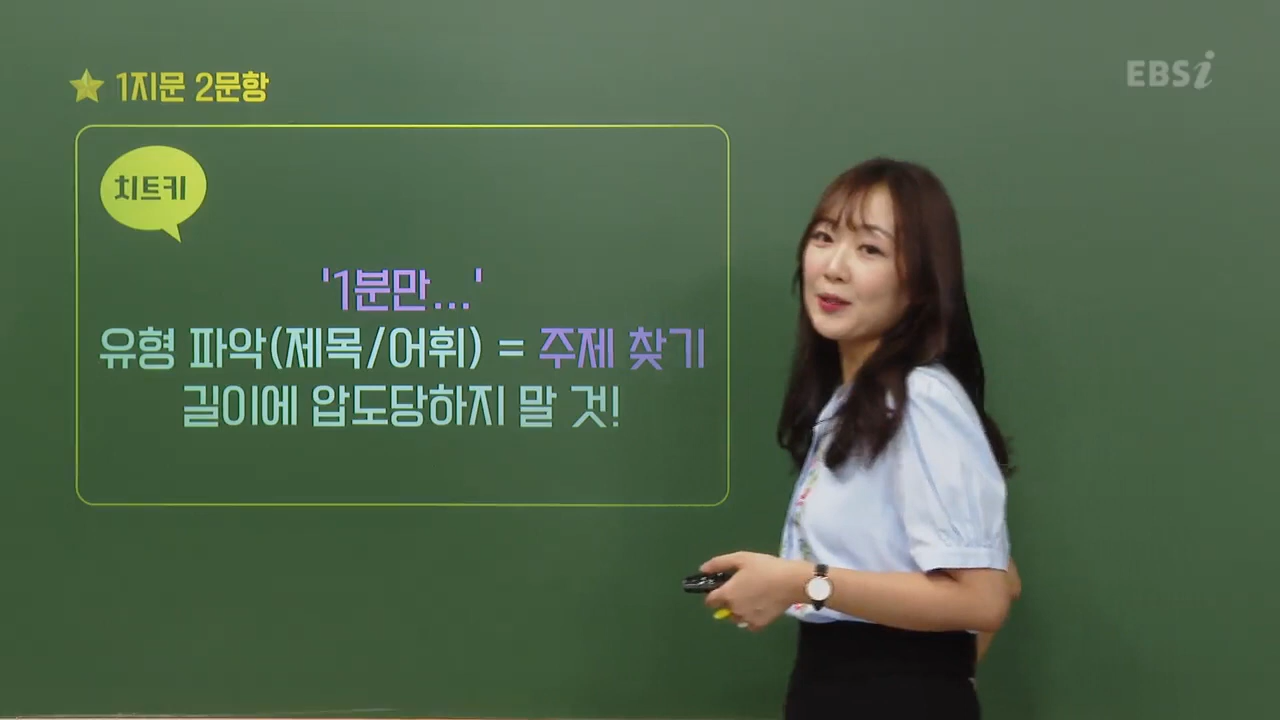 1지문 2문항
EBSi
치트키
'1분만...'
유형 파악(제목/어휘) = 주제 찾기
길이에 압도당하지 말 것!